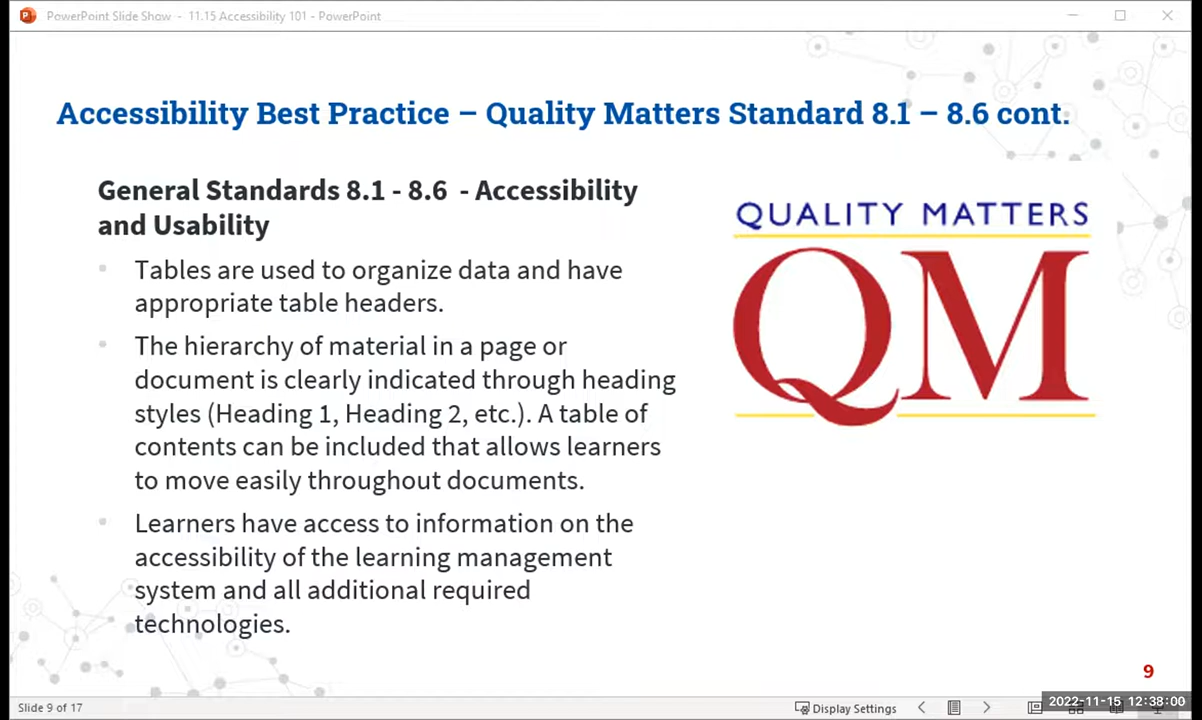 PowerPoint Slide Show - 11.15 Accessibility 101 - PowerPoint
Accessibility Best Practice – Quality Matters Standard 8.1 – 8.6 cont.
General Standards 8.1 - 8.6 - Accessibility
and Usability
Tables are used to organize data and have
appropriate table headers.
The hierarchy of material in a page or
document is clearly indicated through heading
styles (Heading 1, Heading 2, etc.). A table of
contents can be included that allows learners
to move easily throughout documents.
Learners have access to information on the
accessibility of the learning management
system and all additional required
technologies.
QUALITY MATTERS
QM
9
Slide 9 of 17
Display Settings
2022-11-15 12:38:00